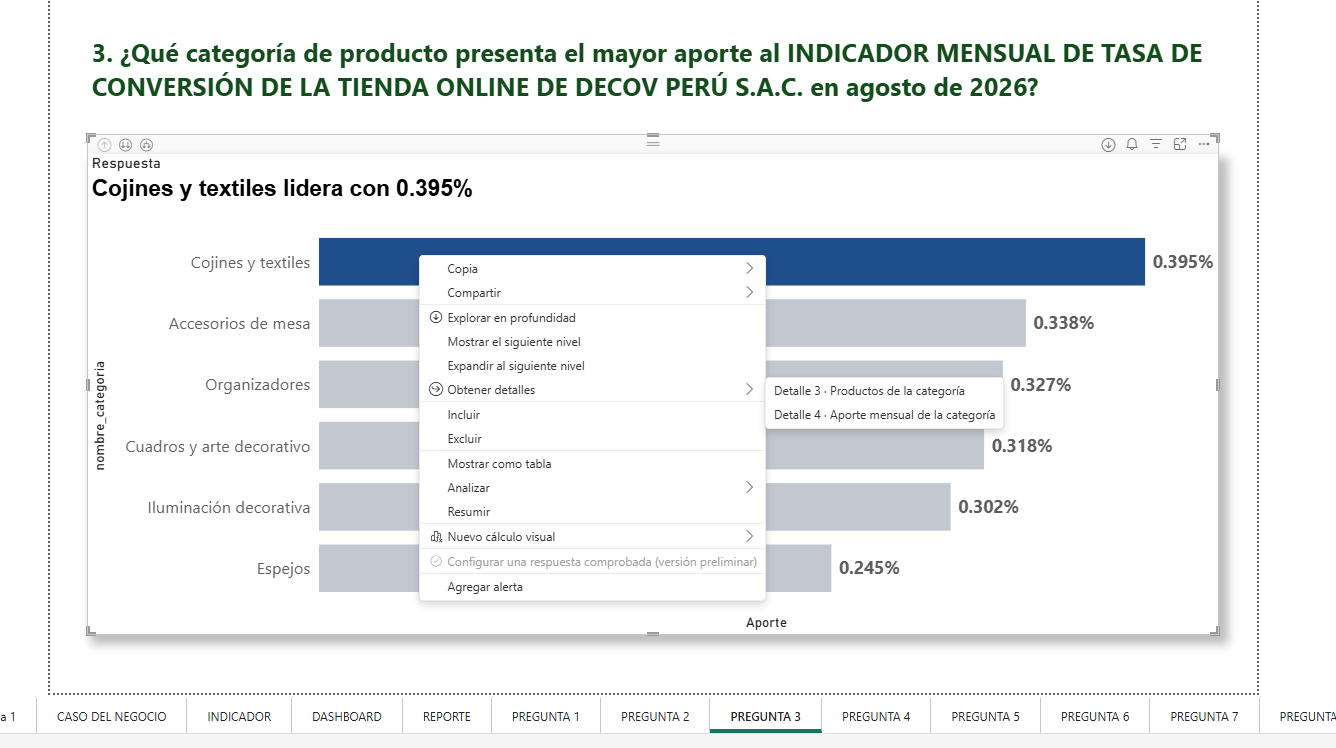 3. ¿Qué categoría de producto presenta el mayor aporte al INDICADOR MENSUAL DE TASA DE
CONVERSIÓN DE LA TIENDA ONLINE DE DECOV PERÚ S.A.C. en agosto de 2026?
Respuesta
Cojines y textiles lidera con 0.395%
nombre_categoria
Cojines y textiles
0.395%
Accesorios de mesa
0.338%
Organizadores
0.327%
Cuadros y arte decorativo
0.318%
Iluminación decorativa
0.302%
Espejos
0.245%
Aporte
Copia
Compartir
Explorar en profundidad
Mostrar el siguiente nivel
Expandir al siguiente nivel
Obtener detalles
Detalle 3 · Productos de la categoría
Detalle 4 · Aporte mensual de la categoría
Incluir
Excluir
Mostrar como tabla
Analizar
Resumir
Nuevo cálculo visual
Configurar una respuesta comprobada (versión preliminar)
Agregar alerta
a 1
CASO DEL NEGOCIO
INDICADOR
DASHBOARD
REPORTE
PREGUNTA 1
PREGUNTA 2
PREGUNTA 3
PREGUNTA 4
PREGUNTA 5
PREGUNTA 6
PREGUNTA 7
PREGUNTA